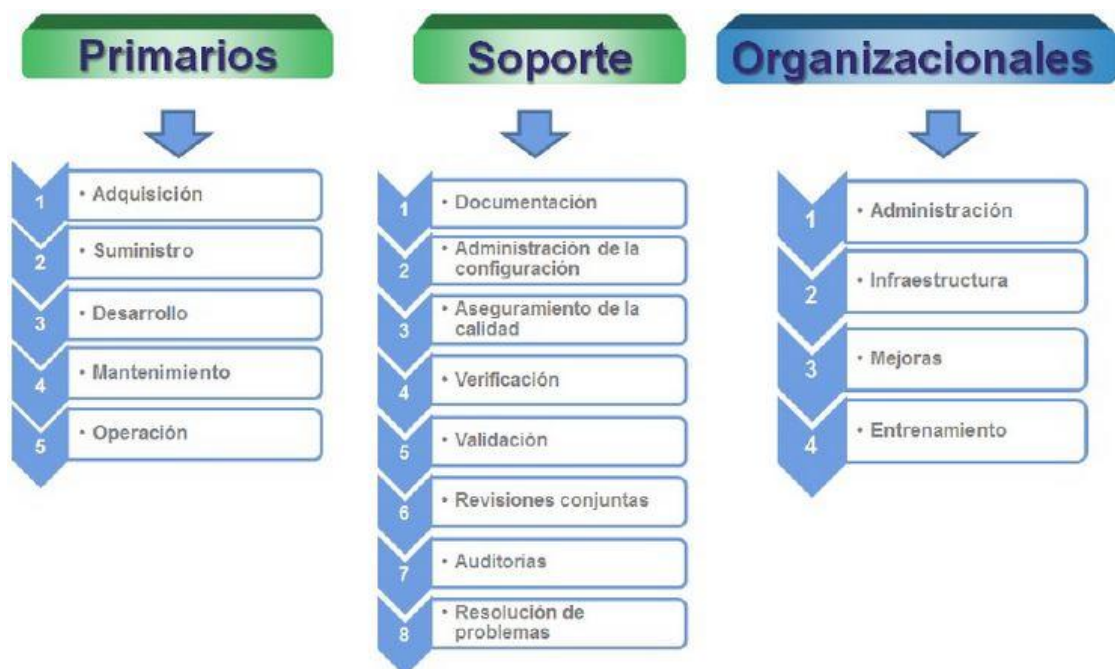 Primarios
1
• Adquisición
2
• Suministro
3
• Desarrollo
4
• Mantenimiento
5
• Operación
Soporte
1
• Documentación
2
• Administración de la
configuración
3
• Aseguramiento de la
calidad
4
• Verificación
5
• Validación
6
• Revisiones conjuntas
7
• Auditorías
8
• Resolución de
problemas
Organizacionales
1
• Administración
2
• Infraestructura
3
• Mejoras
4
• Entrenamiento